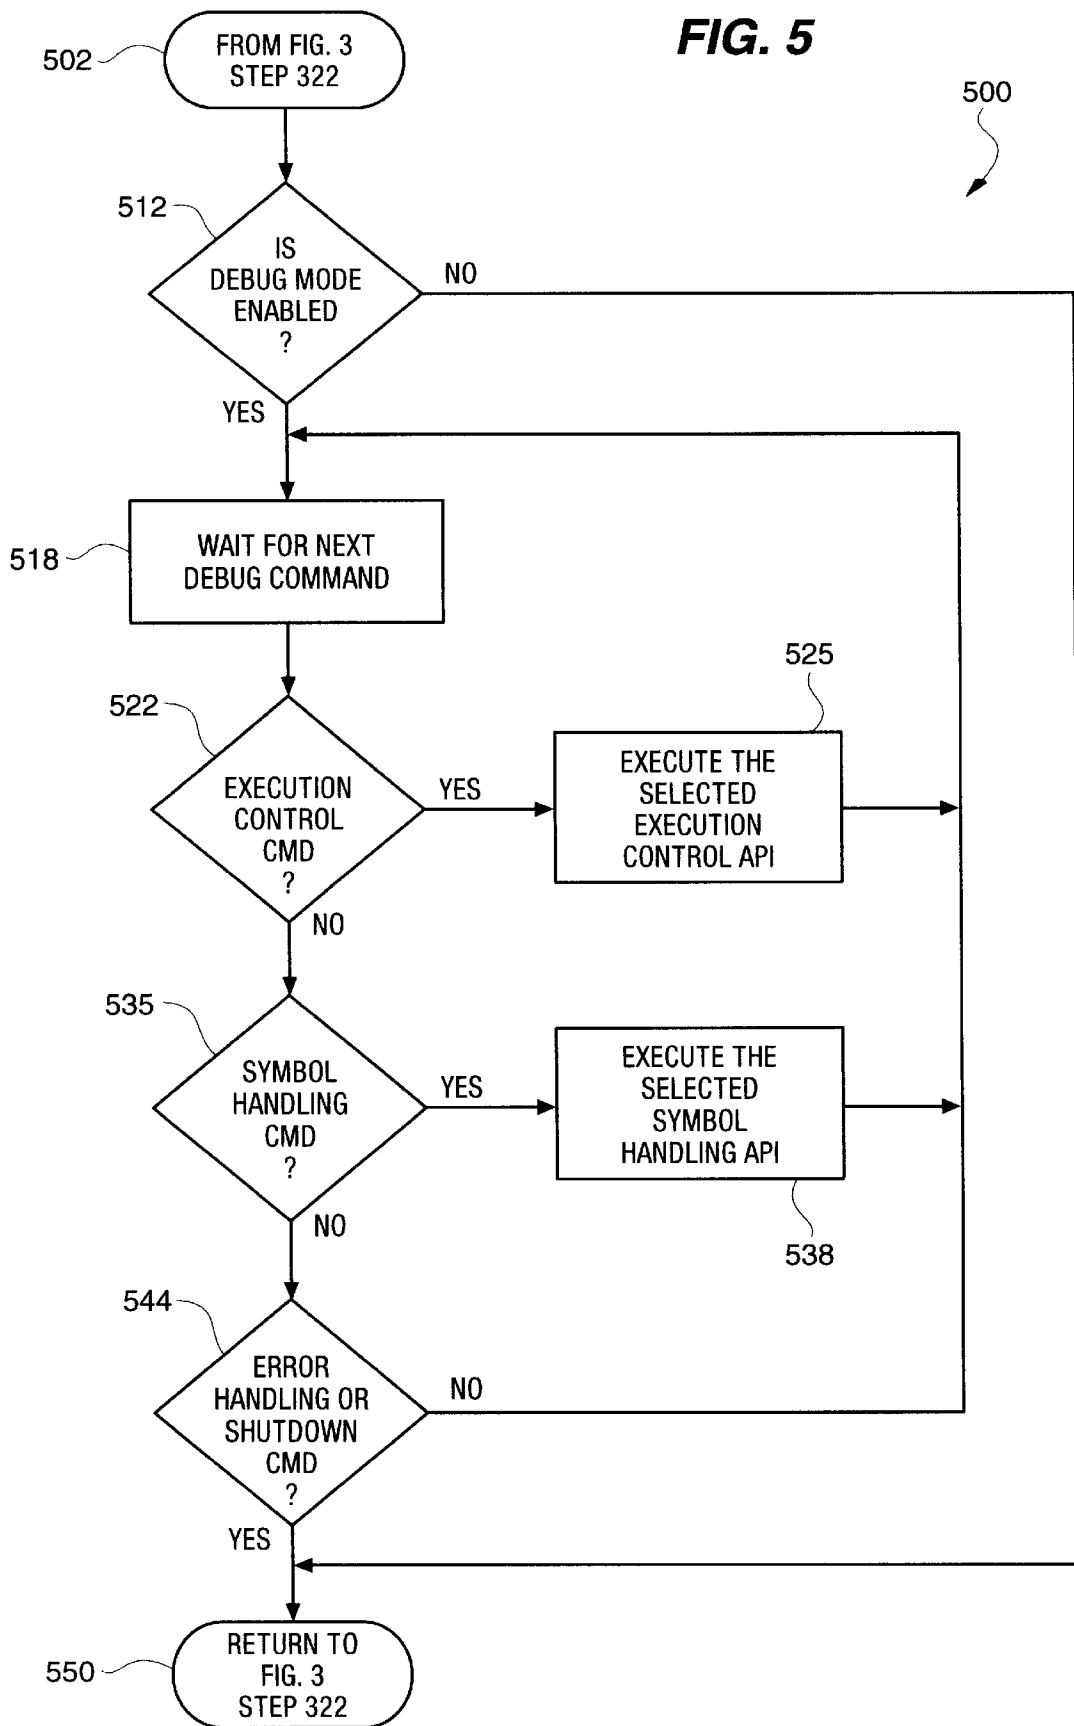 FIG. 5
500
502
FROM FIG. 3
STEP 322
512
IS
DEBUG MODE
ENABLED
?
NO
YES
518
WAIT FOR NEXT
DEBUG COMMAND
522
EXECUTION
CONTROL
CMD
?
YES
NO
525
EXECUTE THE
SELECTED
EXECUTION
CONTROL API
535
SYMBOL
HANDLING
CMD
?
YES
NO
EXECUTE THE
SELECTED
SYMBOL
HANDLING API
538
544
ERROR
HANDLING OR
SHUTDOWN
CMD
?
NO
YES
550
RETURN TO
FIG. 3
STEP 322